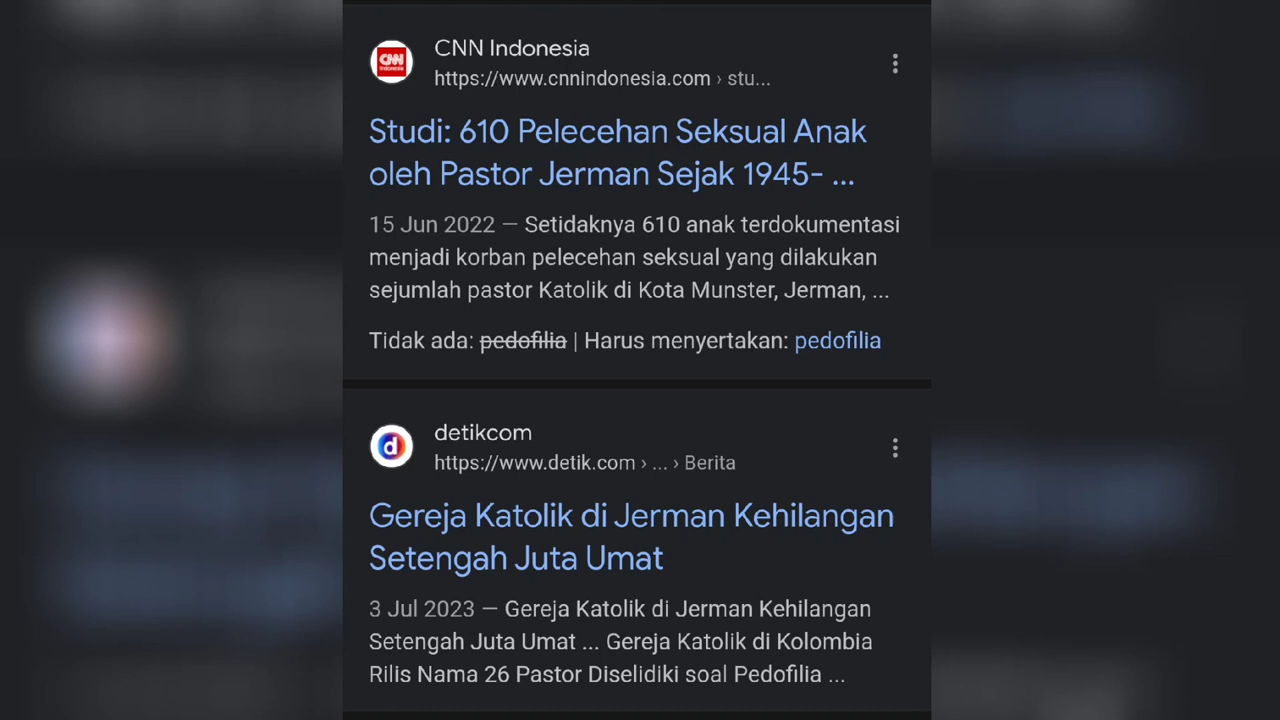 CNN Indonesia
https://www.cnnindonesia.com › stu...
Studi: 610 Pelecehan Seksual Anak
oleh Pastor Jerman Sejak 1945- ...
15 Jun 2022 — Setidaknya 610 anak terdokumentasi
menjadi korban pelecehan seksual yang dilakukan
sejumlah pastor Katolik di Kota Munster, Jerman, ...
Tidak ada: pedofilia | Harus menyertakan: pedofilia
detikcom
https://www.detik.com › ... › Berita
Gereja Katolik di Jerman Kehilangan
Setengah Juta Umat
3 Jul 2023 — Gereja Katolik di Jerman Kehilangan
Setengah Juta Umat ... Gereja Katolik di Kolombia
Rilis Nama 26 Pastor Diselidiki soal Pedofilia ...